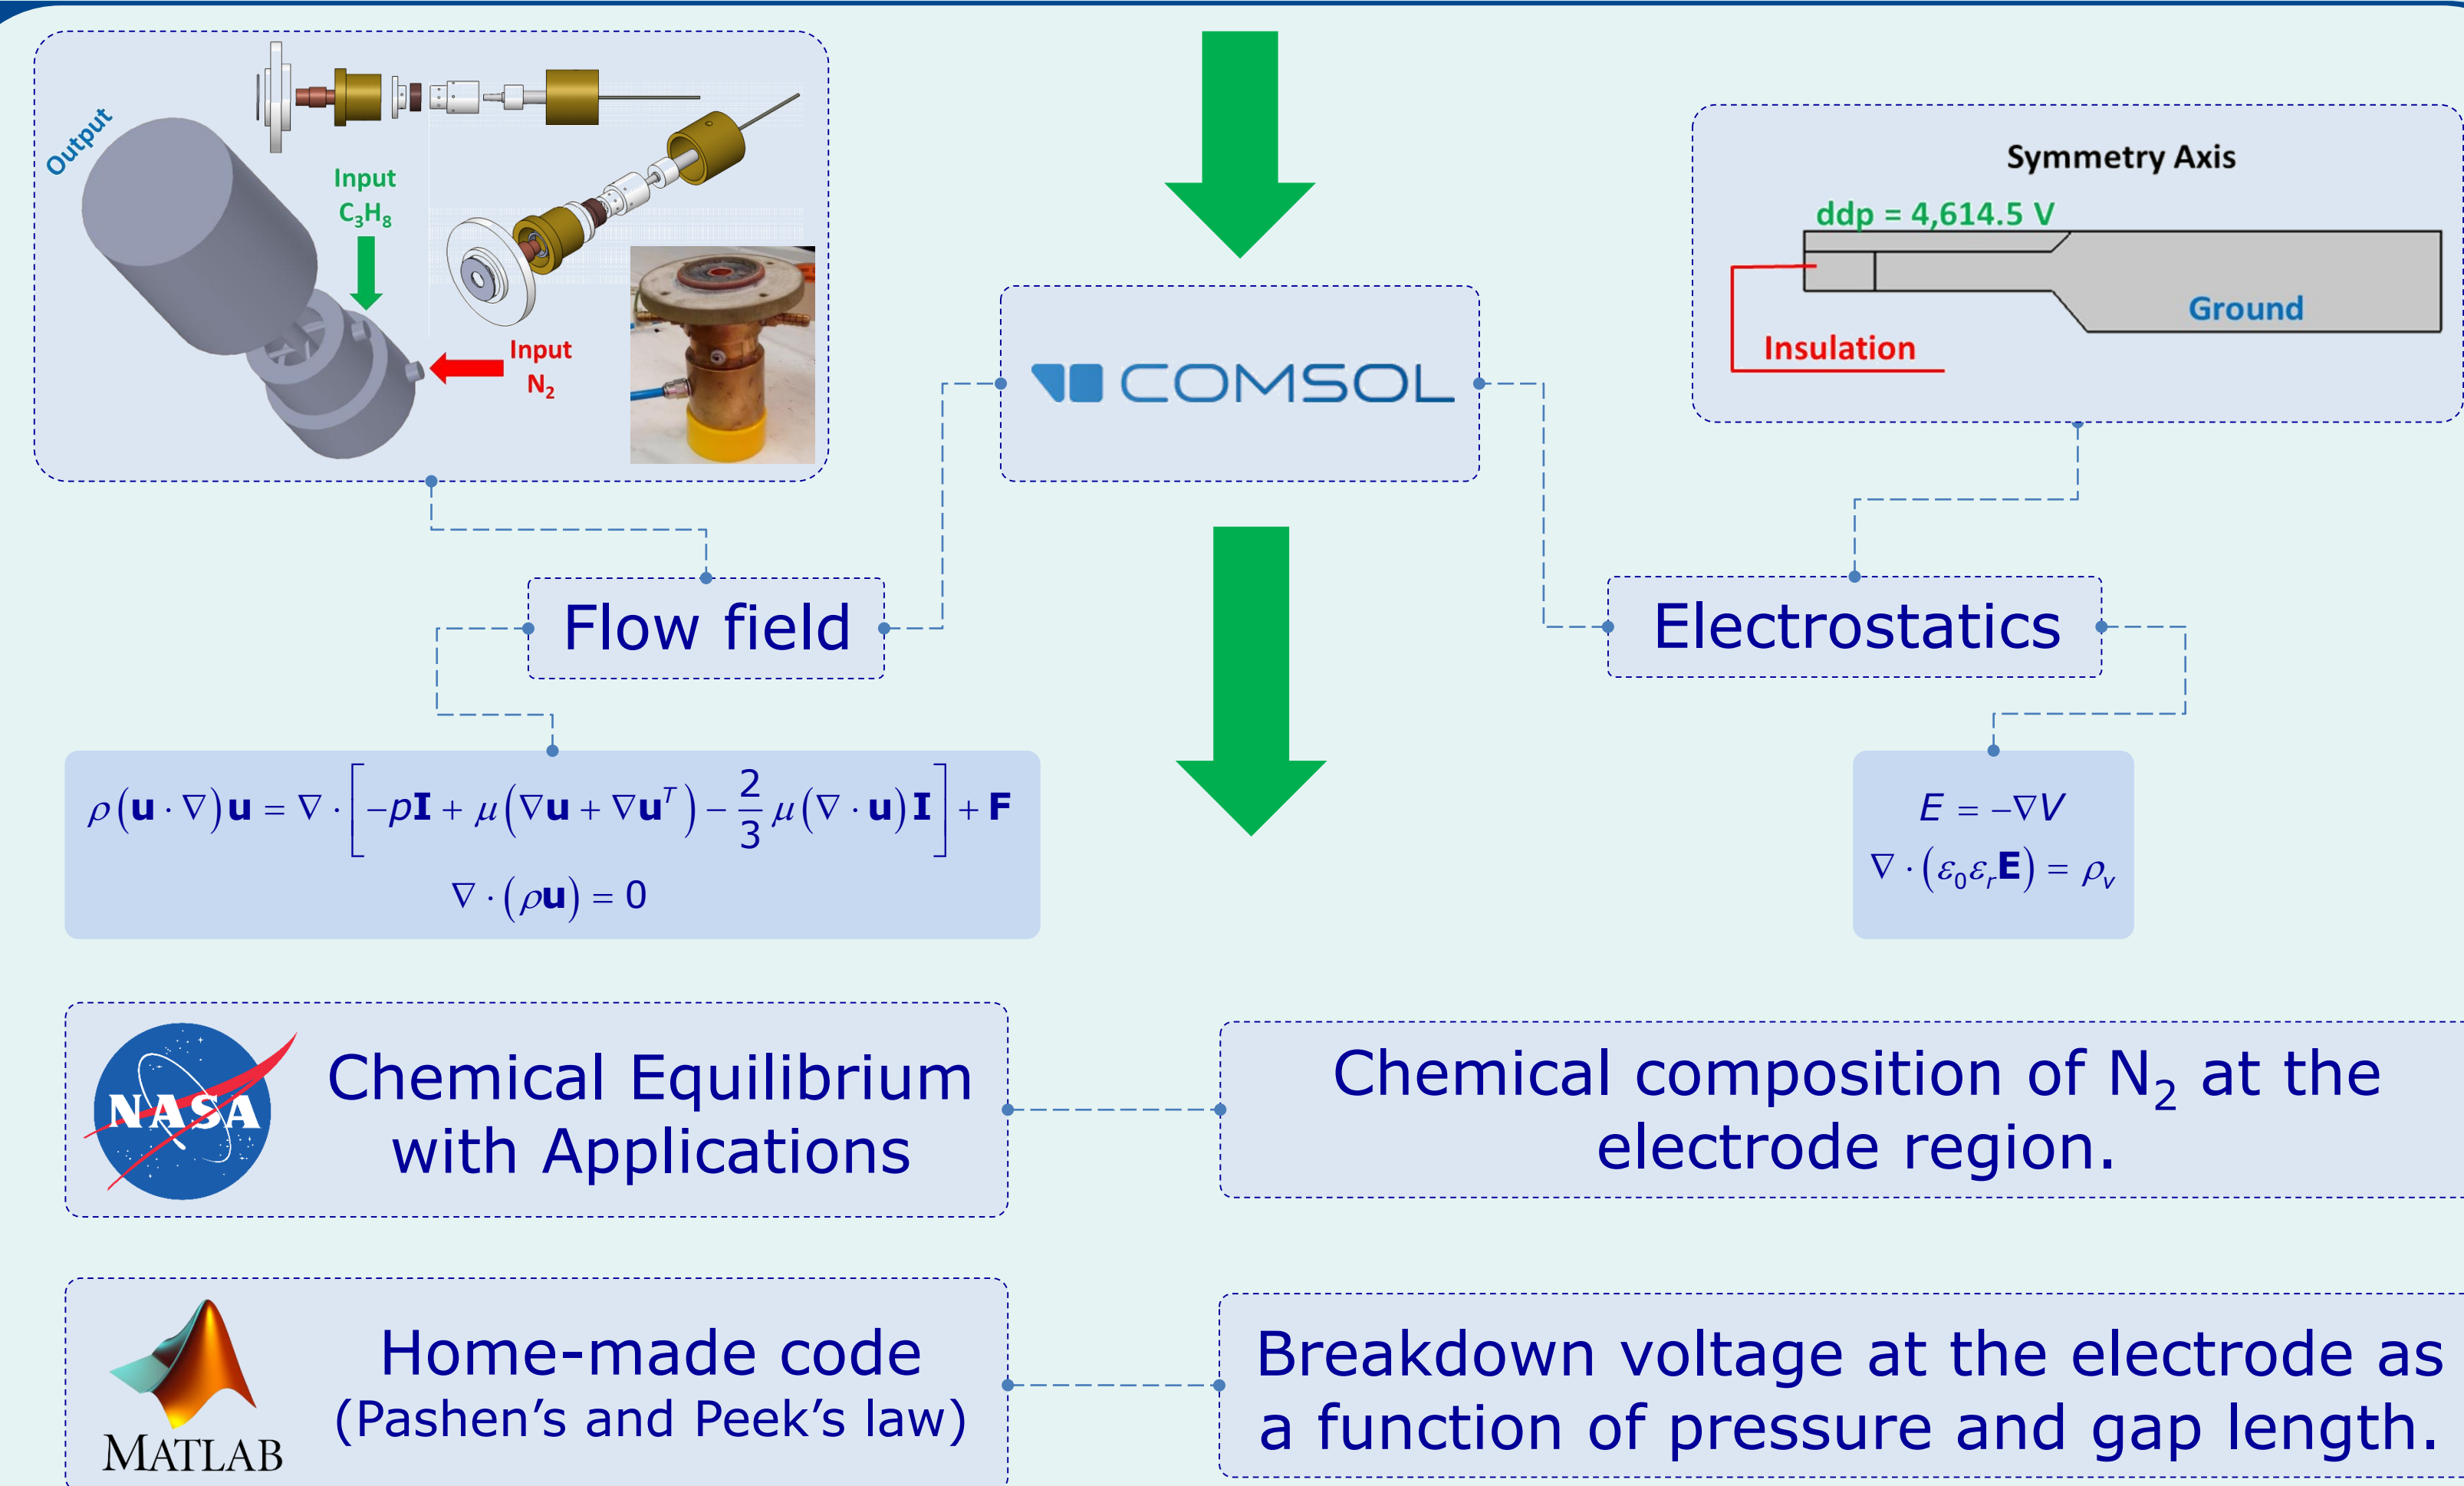 Output
Input
C₃H₈
Input
N₂
COMSOL
Symmetry Axis
ddp = 4,614.5 V
Ground
Insulation
Flow field
Electrostatics
ρ(𝐮 · ∇)𝐮 = ∇ · [−p𝐈 + μ(∇𝐮 + ∇𝐮ᵀ) − 2/3 μ(∇ · 𝐮)𝐈] + 𝐅
∇ · (ρ𝐮) = 0
E = −∇V
∇ · (ε₀εᵣ𝐄) = ρᵥ
NASA
Chemical Equilibrium
with Applications
Chemical composition of N₂ at the
electrode region.
MATLAB
Home-made code
(Pashen’s and Peek’s law)
Breakdown voltage at the electrode as
a function of pressure and gap length.